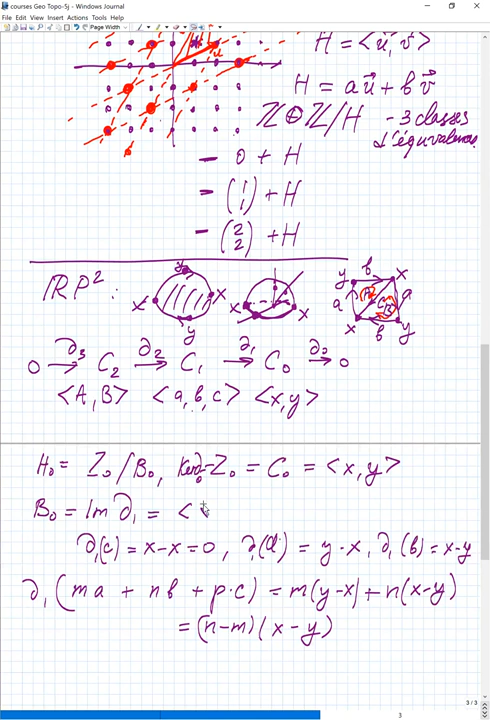 courses Geo Topo-5j - Windows Journal
File Edit View Insert Actions Tools Help
Page Width
u
H = <u⃗, v⃗>
H = au⃗ + bv⃗
ℤ ⊕ ℤ/H - 3 classes d'équivalence
- 0 + H
- (1 1) + H
- (2 2) + H
IRP²:
y x x y
x x
y b x a A c B a x b y
0 →∂₃ C₂ →∂₂ C₁ →∂₁ C₀ →∂₀ 0
<A, B> <a, b, c> <x, y>
H₀ = Z₀/B₀, Ker∂₀ = Z₀ = C₀ = <x, y>
B₀ = Im ∂₁ = <
∂₁(c) = x-x = 0, ∂₁(a) = y-x, ∂₁(b) = x-y
∂₁(ma + nb + p·c) = m(y-x) + n(x-y)
= (n-m)(x-y)
3 / 3
3